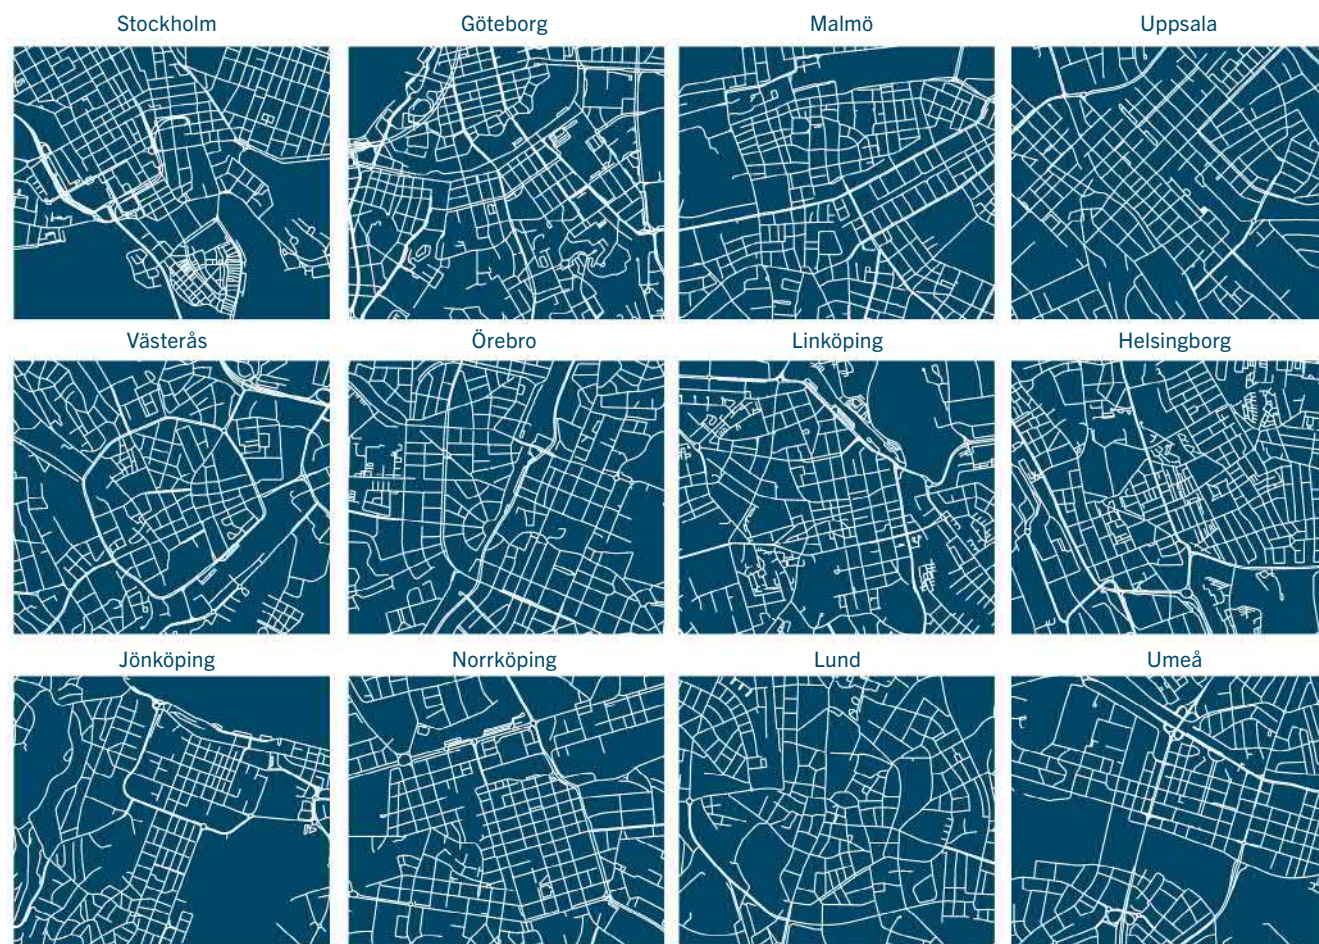 Stockholm
Göteborg
Malmö
Uppsala
Västerås
Örebro
Linköping
Helsingborg
Jönköping
Norrköping
Lund
Umeå